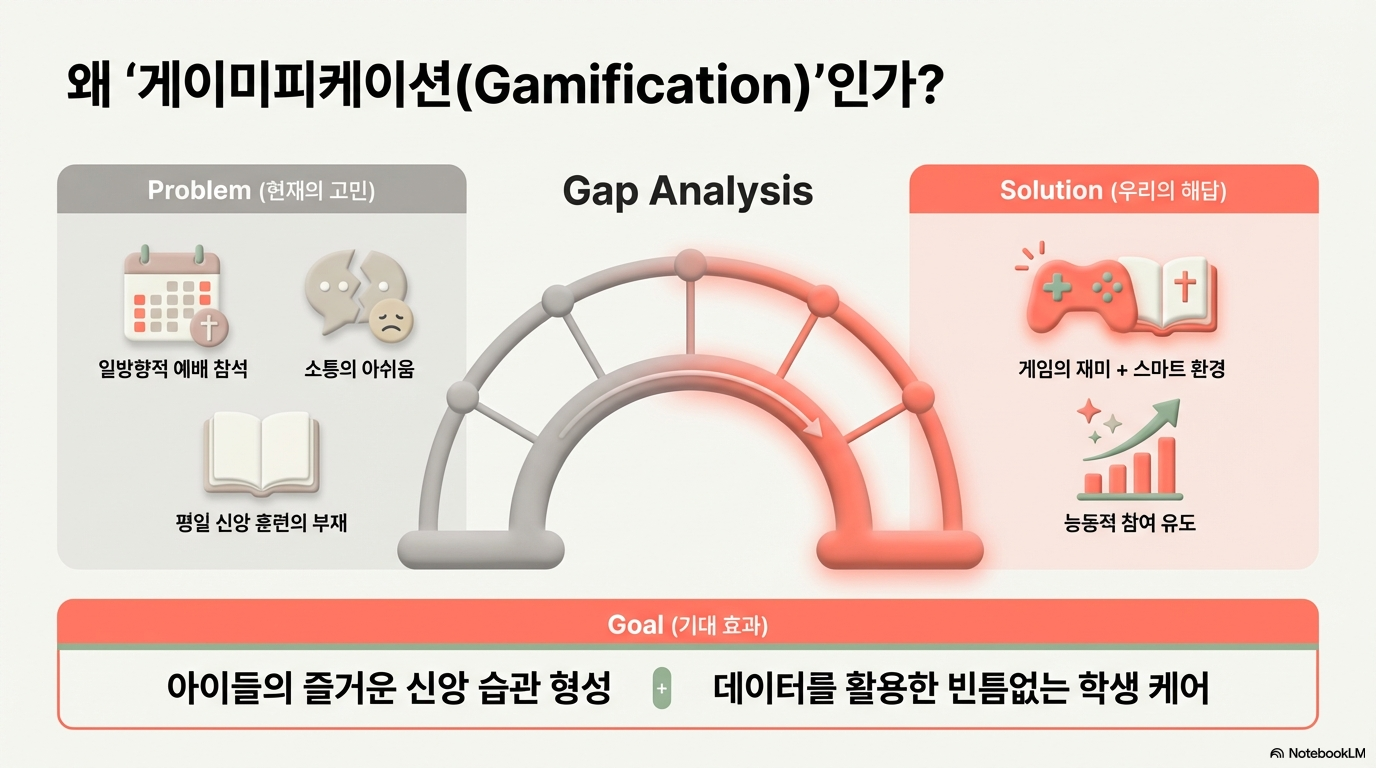 왜 ‘게이미피케이션(Gamification)’인가?
Problem (현재의 고민)
일방향적 예배 참석
소통의 아쉬움
평일 신앙 훈련의 부재
Gap Analysis
Solution (우리의 해답)
게임의 재미 + 스마트 환경
능동적 참여 유도
Goal (기대 효과)
아이들의 즐거운 신앙 습관 형성 + 데이터를 활용한 빈틈없는 학생 케어
NotebookLM